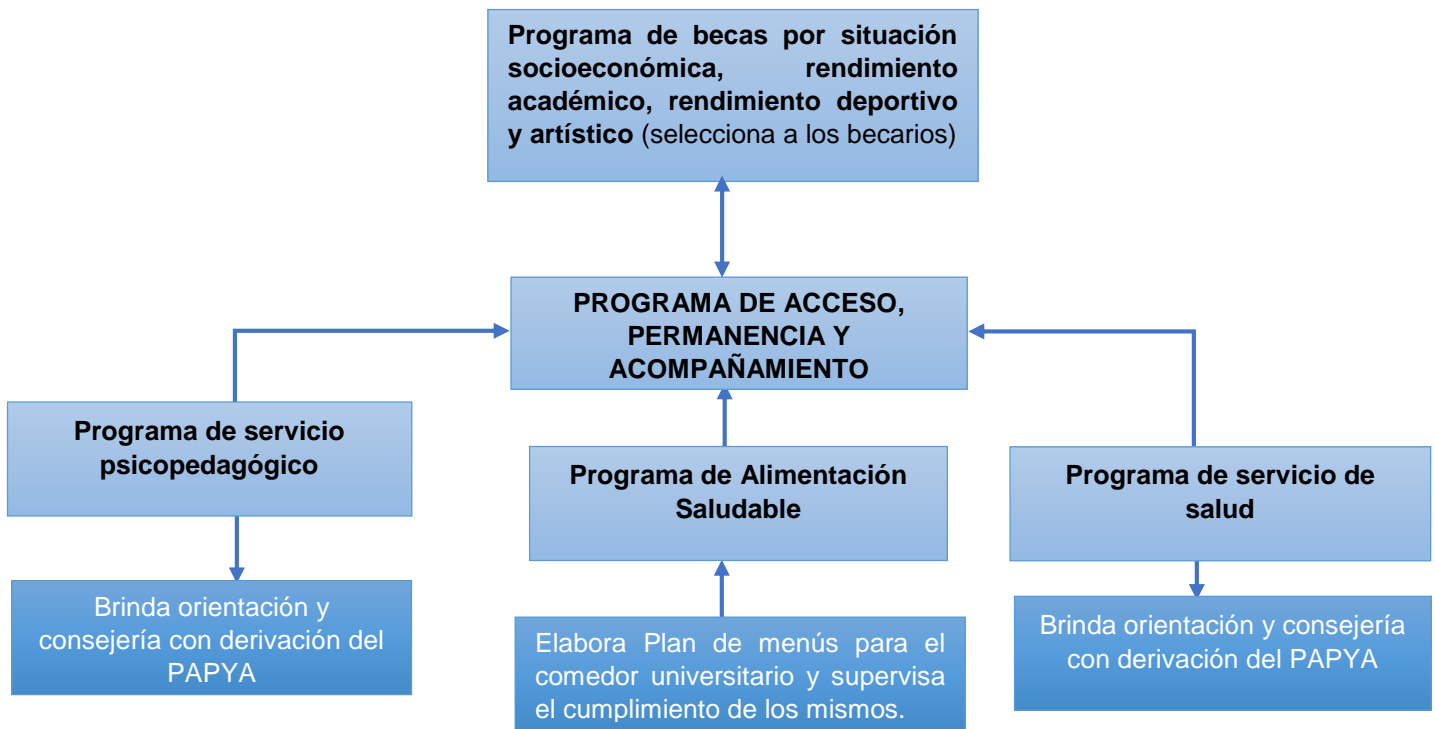 Programa de becas por situación
socioeconómica, rendimiento
académico, rendimiento deportivo
y artístico (selecciona a los becarios)
PROGRAMA DE ACCESO,
PERMANENCIA Y
ACOMPAÑAMIENTO
Programa de servicio
psicopedagógico
Programa de Alimentación
Saludable
Programa de servicio de
salud
Brinda orientación y
consejería con derivación del
PAPYA
Elabora Plan de menús para el
comedor universitario y supervisa
el cumplimiento de los mismos.
Brinda orientación y consejería
con derivación del PAPYA